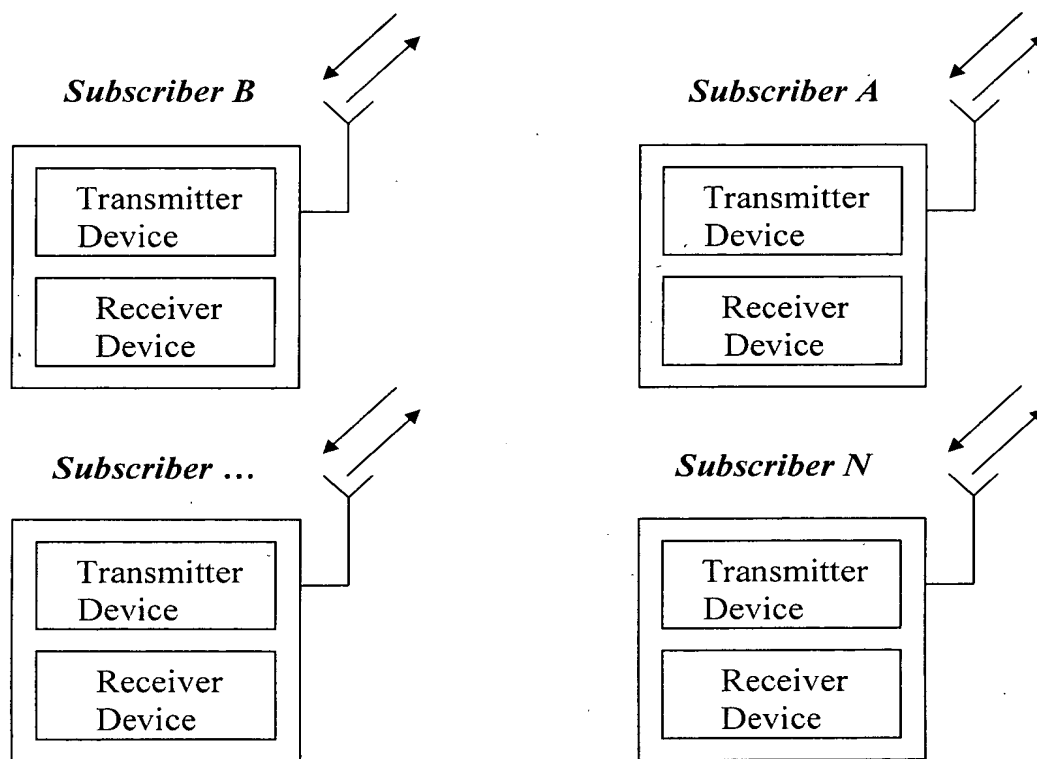 Subscriber B
Transmitter
Device
Receiver
Device
Subscriber A
Transmitter
Device
Receiver
Device
Subscriber ...
Transmitter
Device
Receiver
Device
Subscriber N
Transmitter
Device
Receiver
Device